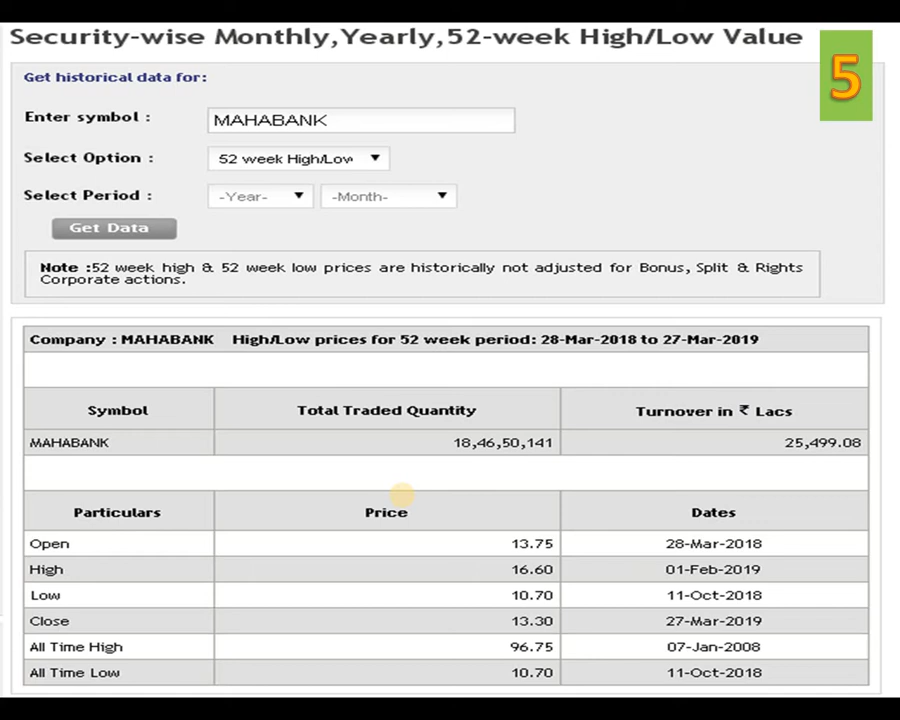 Security-wise Monthly,Yearly,52-week High/Low Value
5
Get historical data for:
Enter symbol : MAHABANK
Select Option : 52 week High/Low
Select Period : -Year- -Month-
Get Data
Note :52 week high & 52 week low prices are historically not adjusted for Bonus, Split & Rights
Corporate actions.
Company : MAHABANK High/Low prices for 52 week period: 28-Mar-2018 to 27-Mar-2019
Symbol Total Traded Quantity Turnover in ₹ Lacs
MAHABANK 18,46,50,141 25,499.08
Particulars Price Dates
Open 13.75 28-Mar-2018
High 16.60 01-Feb-2019
Low 10.70 11-Oct-2018
Close 13.30 27-Mar-2019
All Time High 96.75 07-Jan-2008
All Time Low 10.70 11-Oct-2018